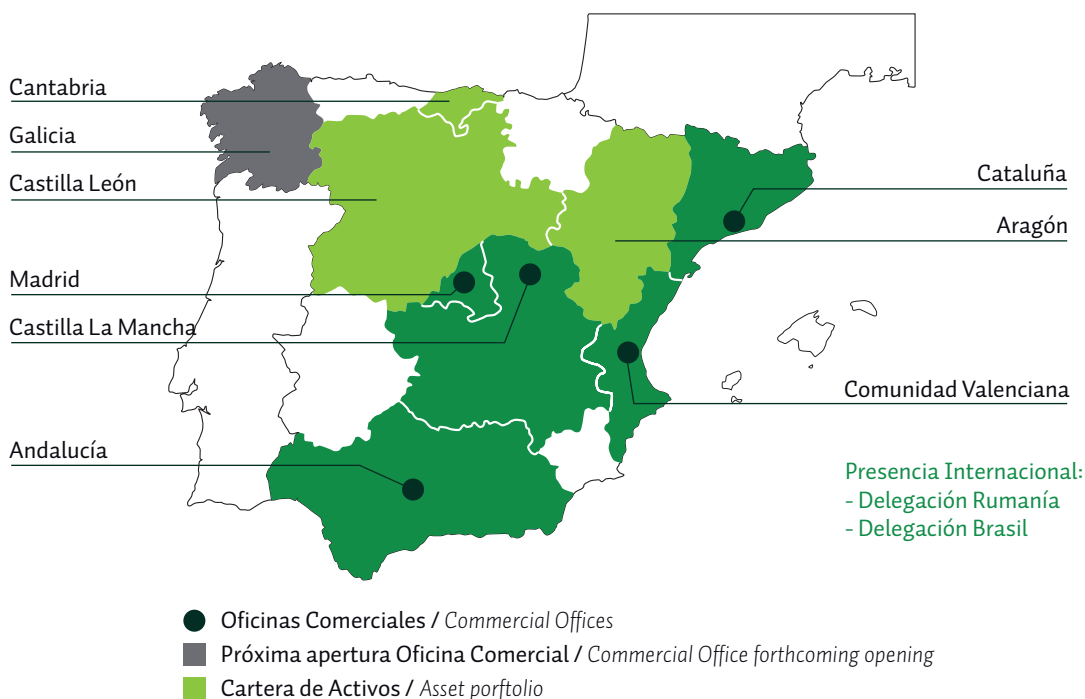 Cantabria
Galicia
Castilla León
Madrid
Castilla La Mancha
Andalucía
Cataluña
Aragón
Comunidad Valenciana
Presencia Internacional:
- Delegación Rumanía
- Delegación Brasil
Oficinas Comerciales / Commercial Offices
Próxima apertura Oficina Comercial / Commercial Office forthcoming opening
Cartera de Activos / Asset porftolio